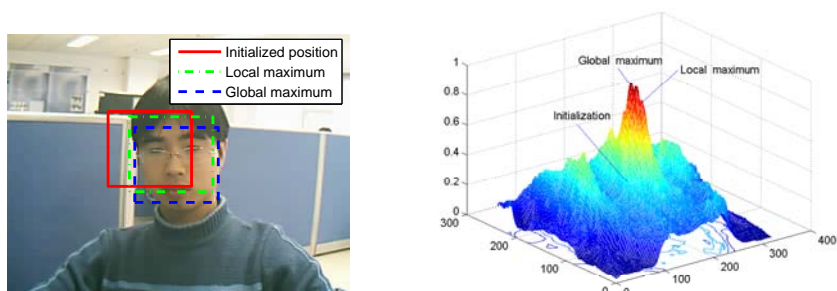 Initialized position
Local maximum
Global maximum
Global maximum
Local maximum
Initialization
1
0.8
0.6
0.4
0.2
0
300
200
100
0
0
100
200
300
400